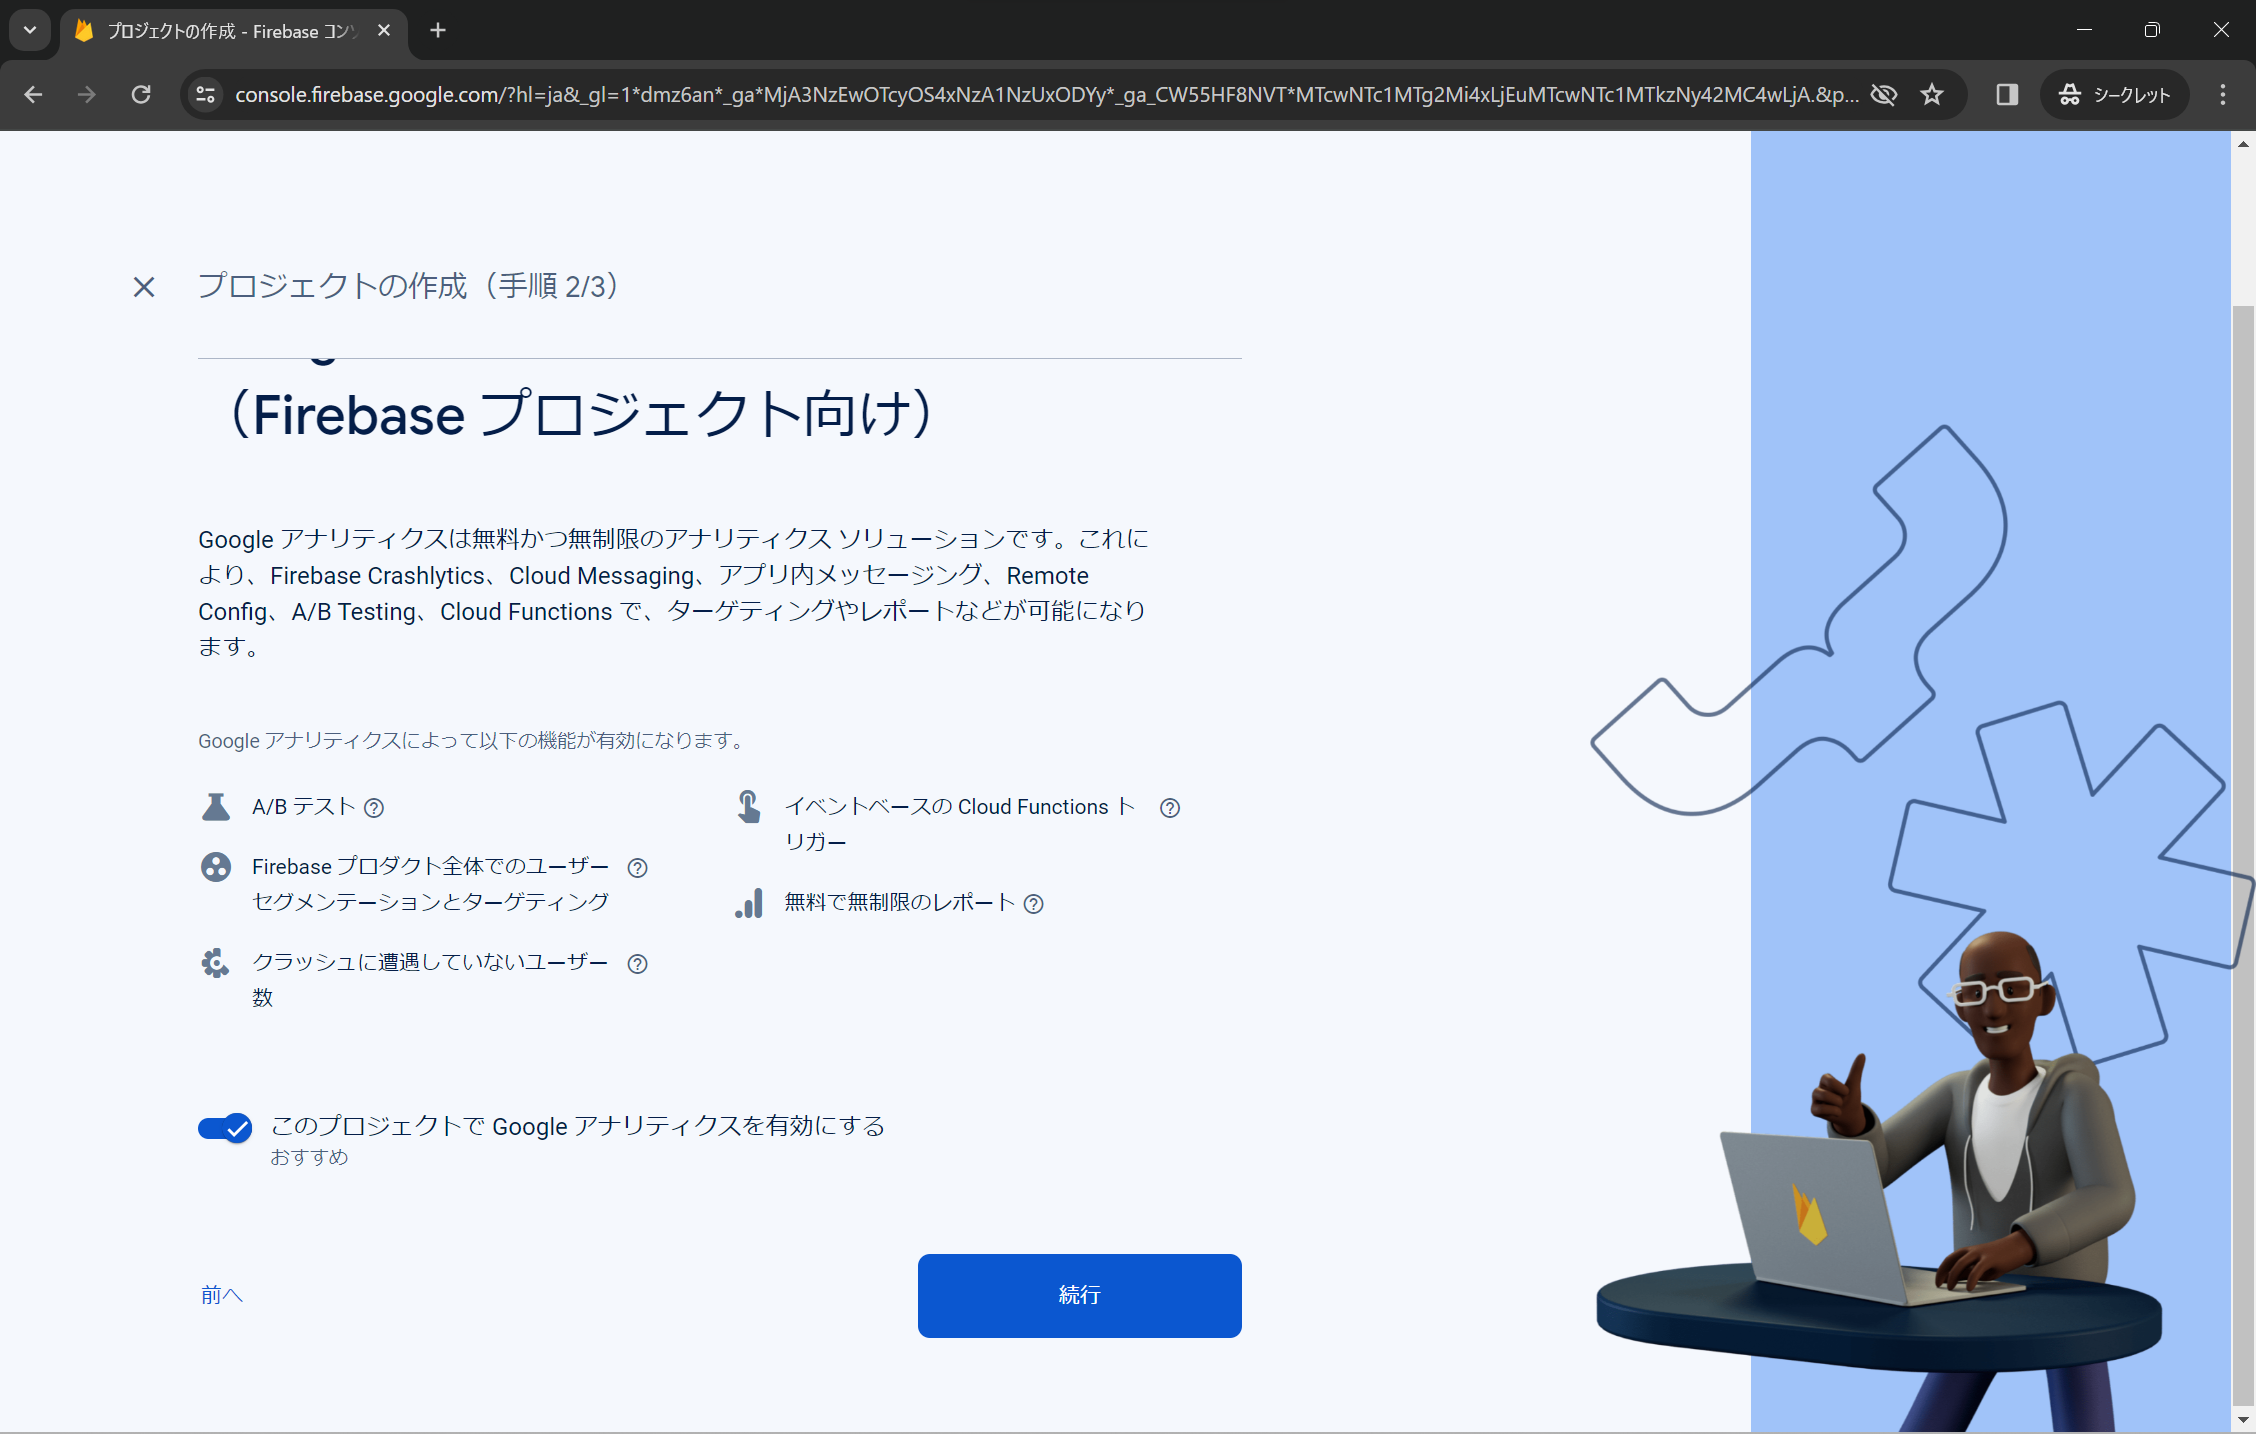 プロジェクトの作成 - Firebase コン
console.firebase.google.com/?hl=ja&_gl=1*dmz6an*_ga*MjA3NzEwOTcyOS4xNzA1NzUxODYy*_ga_CW55HF8NVT*MTcwNTc1MTg2Mi4xLjEuMTcwNTc1MTkzNy42MC4wLjA.&p...
シークレット
プロジェクトの作成（手順 2/3）
（Firebase プロジェクト向け）
Google アナリティクスは無料かつ無制限のアナリティクス ソリューションです。これに
より、Firebase Crashlytics、Cloud Messaging、アプリ内メッセージング、Remote
Config、A/B Testing、Cloud Functions で、ターゲティングやレポートなどが可能になり
ます。
Google アナリティクスによって以下の機能が有効になります。
A/B テスト
Firebase プロダクト全体でのユーザー
セグメンテーションとターゲティング
クラッシュに遭遇していないユーザー
数
イベントベースの Cloud Functions ト
リガー
無料で無制限のレポート
このプロジェクトで Google アナリティクスを有効にする
おすすめ
前へ
続行